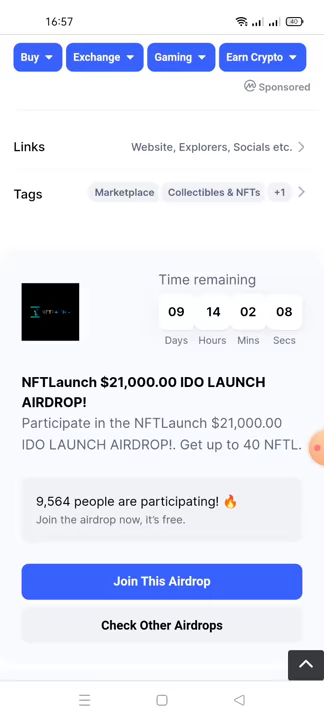 16:57
40
Buy
Exchange
Gaming
Earn Crypto
Sponsored
Links
Website, Explorers, Socials etc.
Tags
Marketplace
Collectibles & NFTs
+1
Time remaining
09 14 02 08
Days Hours Mins Secs
NFTLaunch $21,000.00 IDO LAUNCH
AIRDROP!
Participate in the NFTLaunch $21,000.00
IDO LAUNCH AIRDROP!. Get up to 40 NFTL.
9,564 people are participating! 🔥
Join the airdrop now, it's free.
Join This Airdrop
Check Other Airdrops